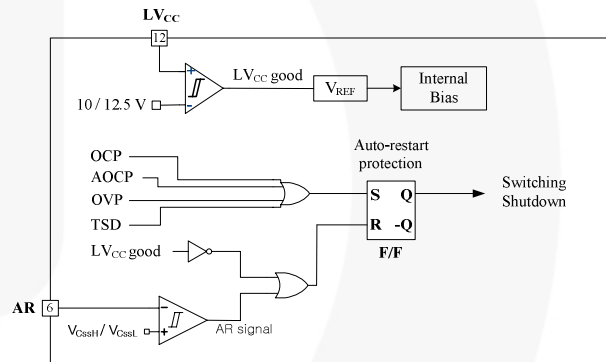 LVCC
12
+
-
10 / 12.5 V
LVCC good
VREF
Internal
Bias
Auto-restart
protection
OCP
AOCP
OVP
TSD
S Q
R -Q
F/F
Switching
Shutdown
LVCC good
AR 6
-
+
VCssH / VCssL
AR signal